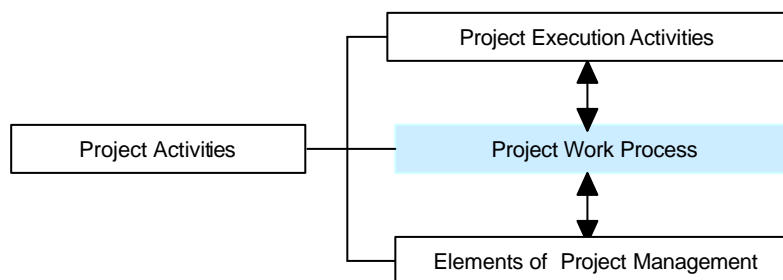 Project Execution Activities
Project Activities
Project Work Process
Elements of Project Management